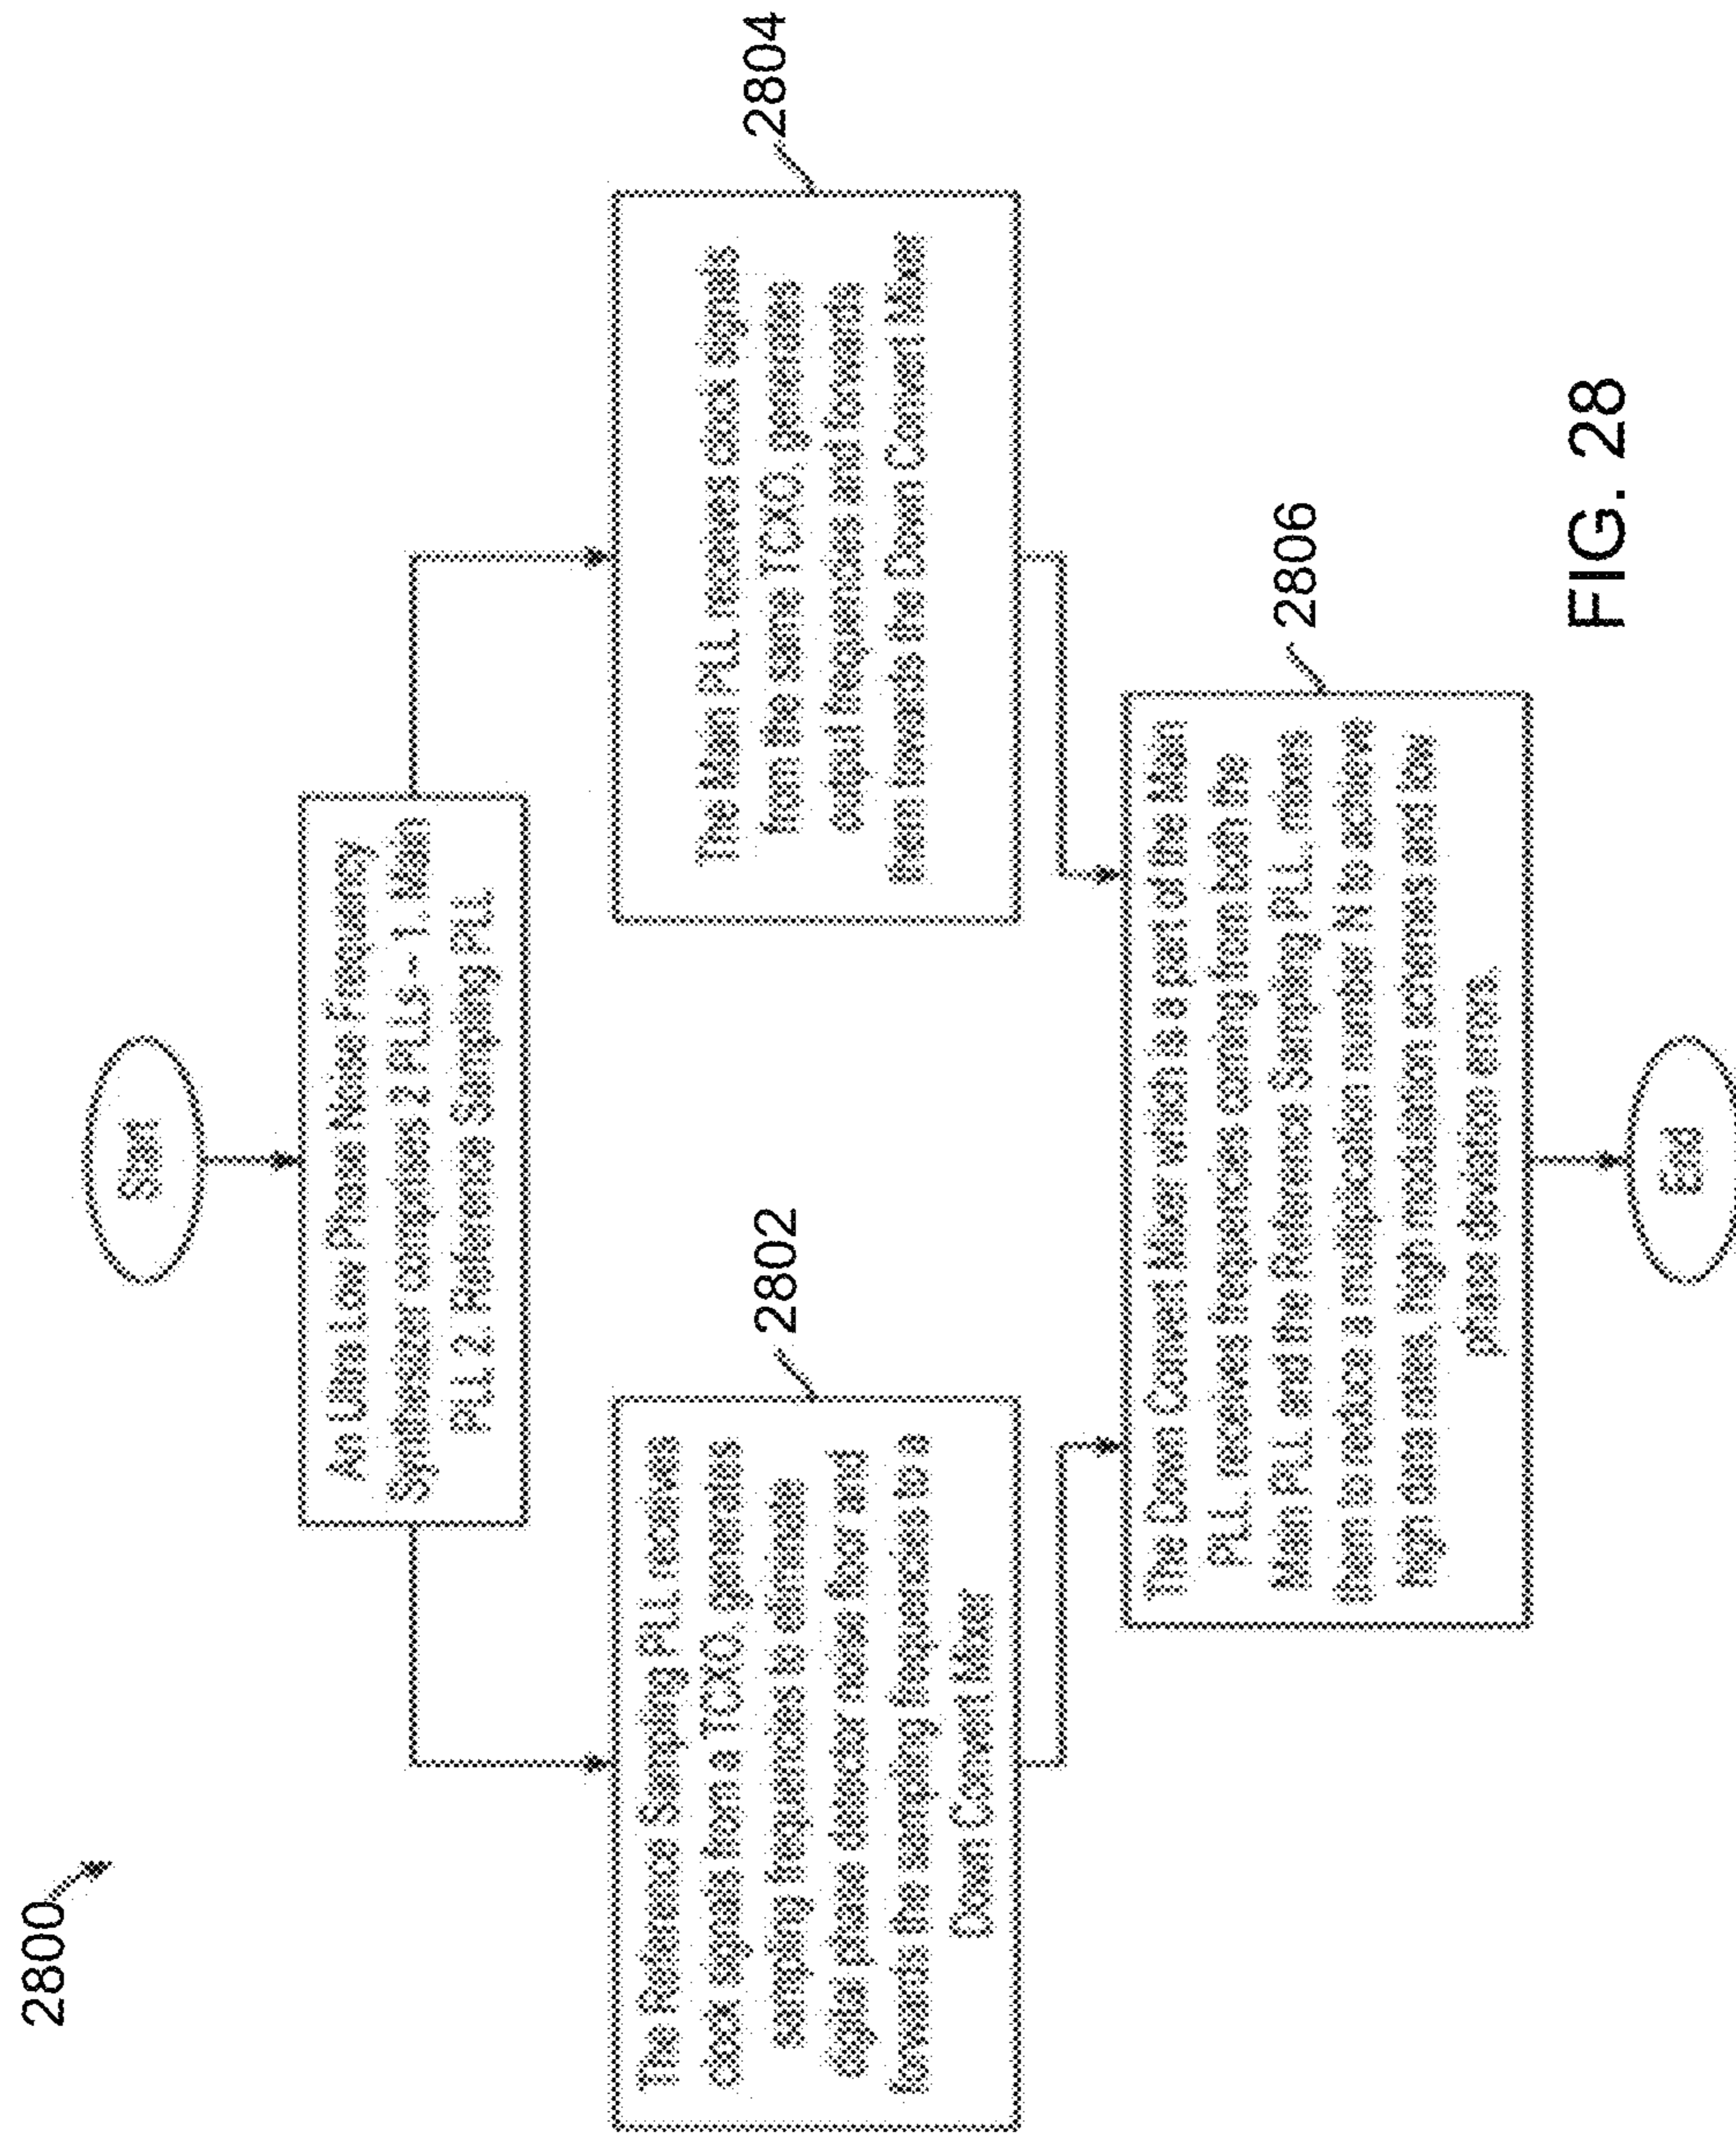 2800
Start
An Ultra Low Phase Noise Frequency
Synthesizer comprises 2 PLLs – 1. Main
PLL 2. Reference Sampling PLL
2802
The Reference Sampling PLL receives
clock signals from a TCXO, generates
sampling frequencies to eliminate
digital phase detector noise floor and
forwards the sampling frequencies to a
Down Convert Mixer
2804
The Main PLL receives clock signals
from the same TCXO, generates
output frequencies and forwards
them towards the Down Convert Mixer
2806
The Down Convert Mixer which is a part of the Main
PLL, receives frequencies coming from both the
Main PLL and the Reference Sampling PLL, mixes
them to reduce a multiplication number N to achieve
high data rates, high modulation schemes and low
phase deviation errors.
End
FIG. 28